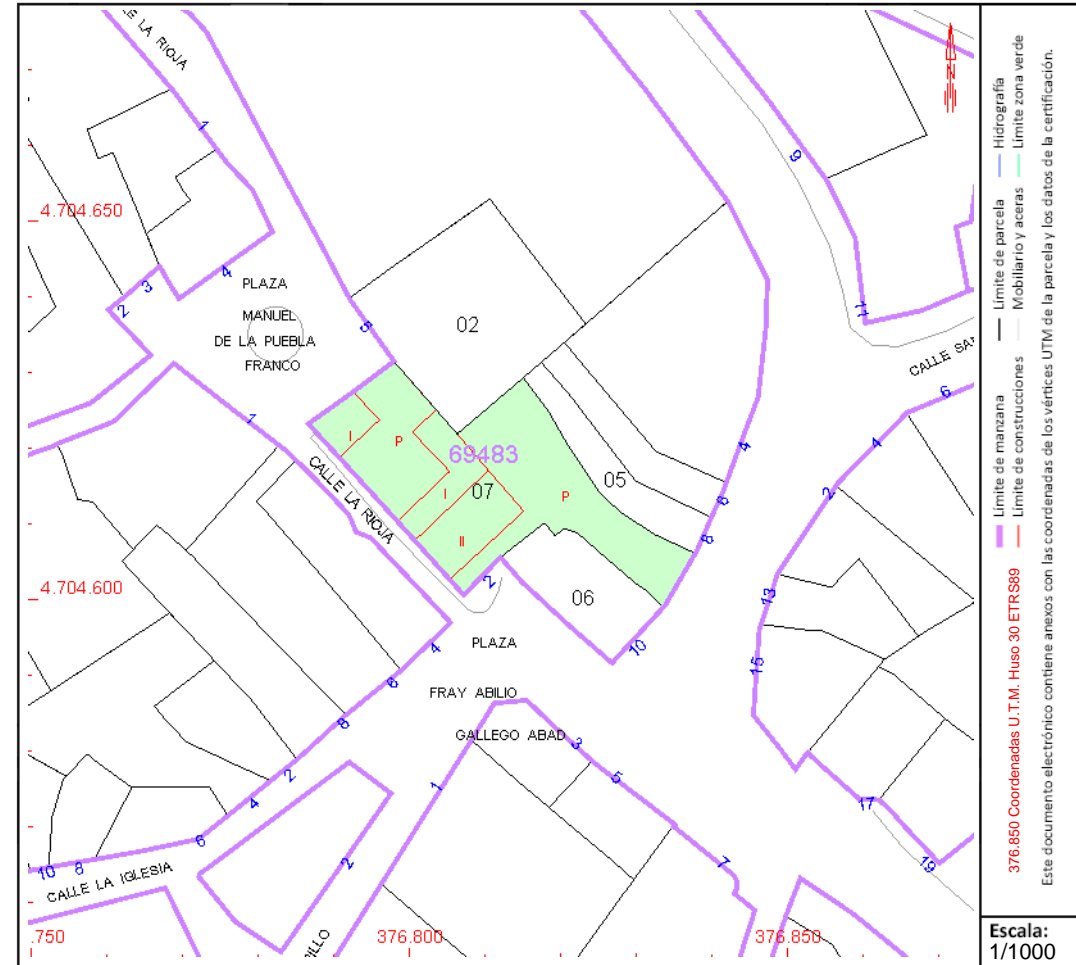 LE LA RIOJA
1
5
4
3
2
4.704.650
PLAZA
MANUEL
DE LA PUEBLA
FRANCO
02
9
11
CALLE SAN
6
4
2
1
I
P
69483
07
I
II
P
05
4
8
8
CALLE LA RIOJA
2
06
10
4.704.600
PLAZA
FRAY ABILIO
GALLEGO ABAD
4
6
8
2
4
6
8
10
CALLE LA IGLESIA
2
1
3
5
7
13
15
17
19
ILLO
.750
376.800
376.850
N
Límite de manzana
Límite de parcela
Hidrografía
Límite de construcciones
Mobiliario y aceras
Límite zona verde
376.850 Coordenadas U.T.M. Huso 30 ETRS89
Este documento electrónico contiene anexos con las coordenadas de los vértices UTM de la parcela y los datos de la certificación.
Escala:
1/1000